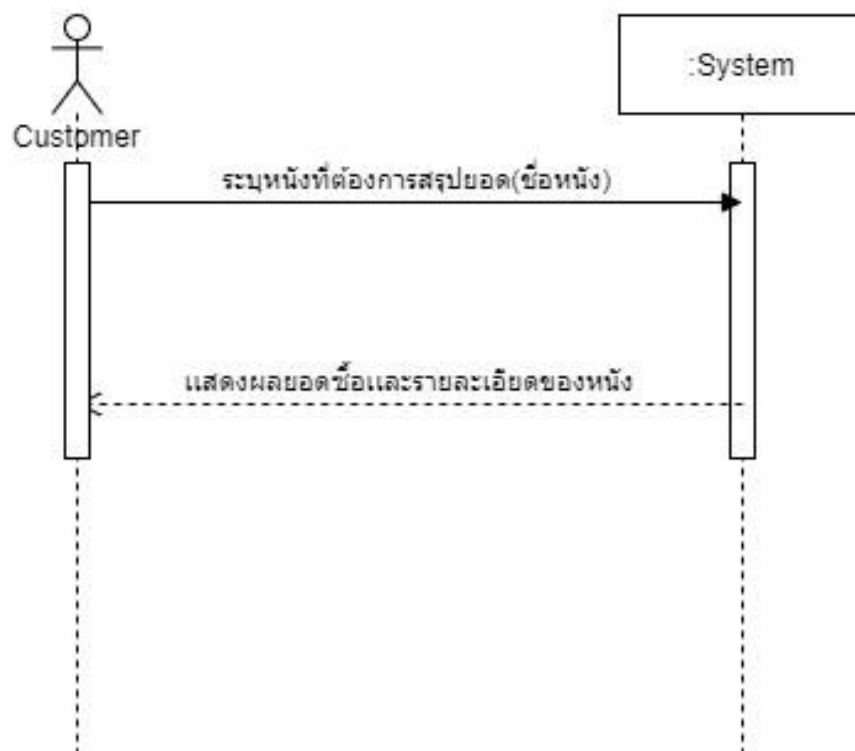 :System
Customer
ระบุหนังที่ต้องการสรุปยอด(ชื่อหนัง)
แสดงผลยอดซื้อและรายละเอียดของหนัง